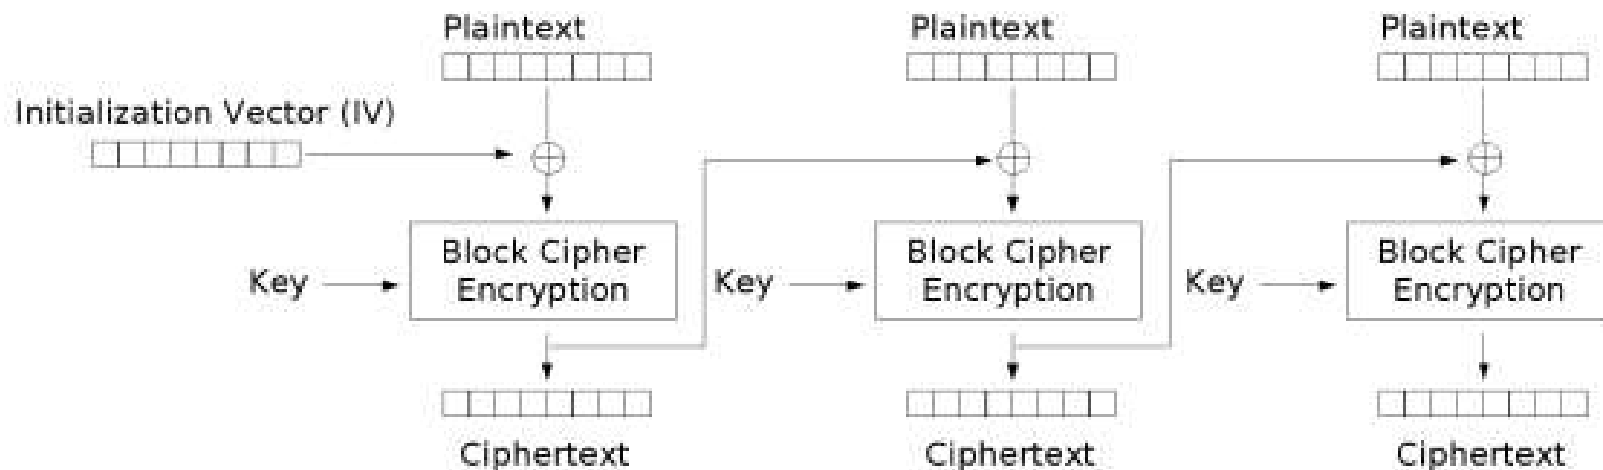 Plaintext
Plaintext
Plaintext
Initialization Vector (IV)
Key
Block Cipher
Encryption
Key
Block Cipher
Encryption
Key
Block Cipher
Encryption
Ciphertext
Ciphertext
Ciphertext